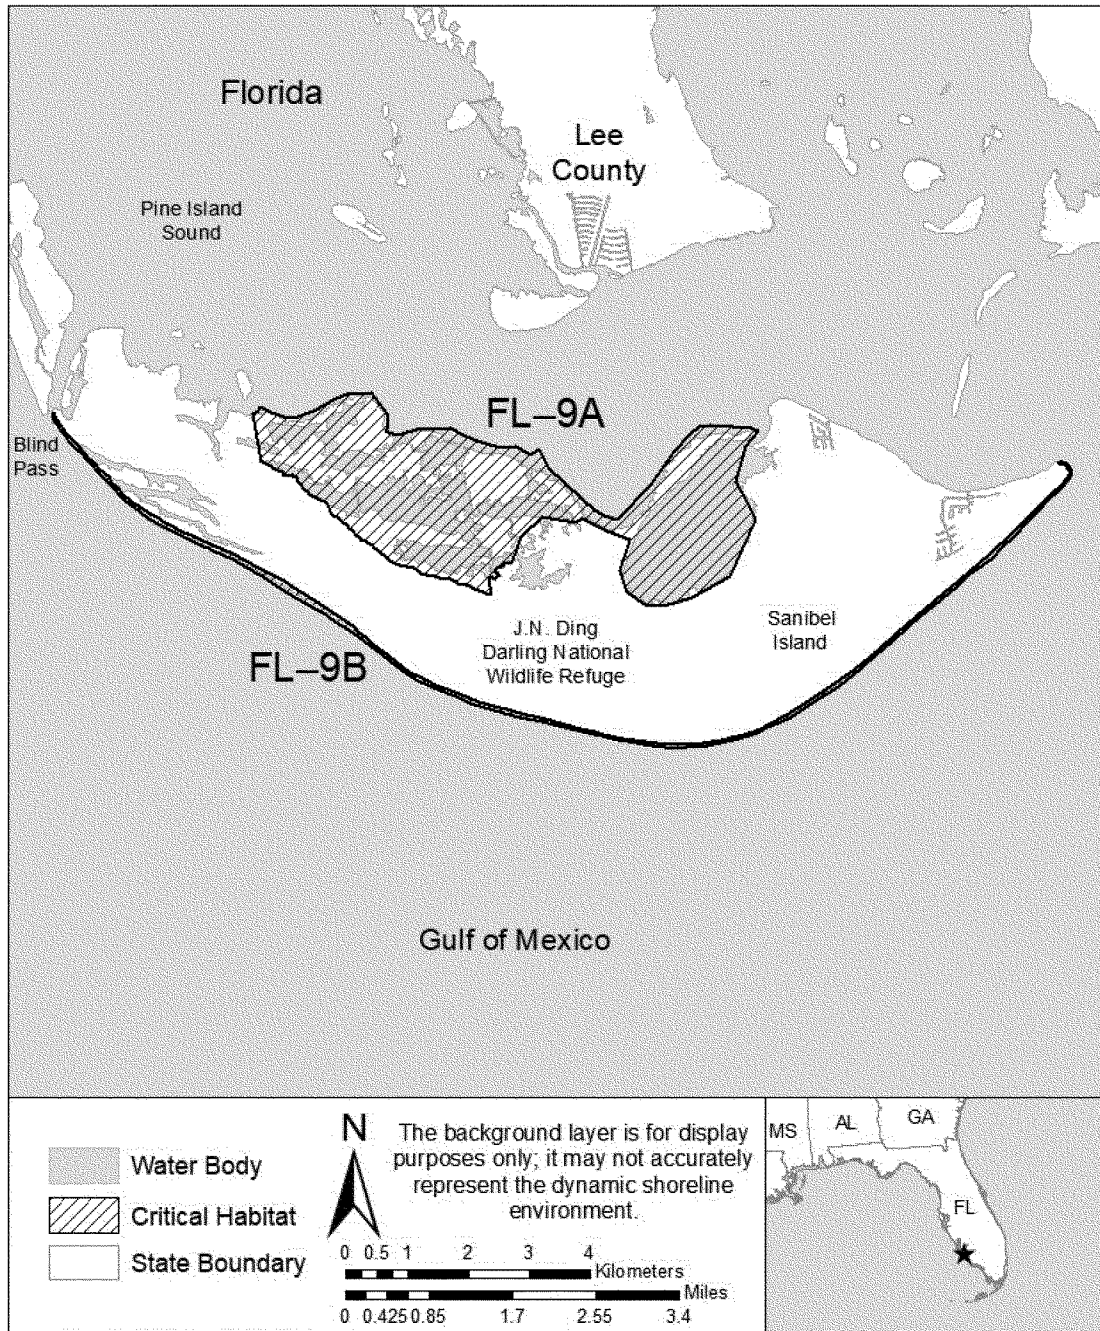 Florida
Lee
County
Pine Island
Sound
FL–9A
Blind
Pass
J.N. Ding
Darling National
Wildlife Refuge
Sanibel
Island
FL–9B
Gulf of Mexico
Water Body
Critical Habitat
State Boundary
N
The background layer is for display
purposes only; it may not accurately
represent the dynamic shoreline
environment.
0 0.5 1 2 3 4
Kilometers
Miles
0 0.425 0.85 1.7 2.55 3.4
MS
AL
GA
FL